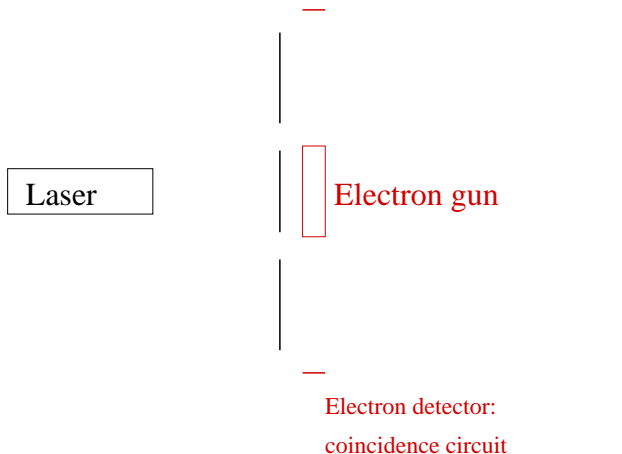 Laser
Electron gun
Electron detector:
coincidence circuit